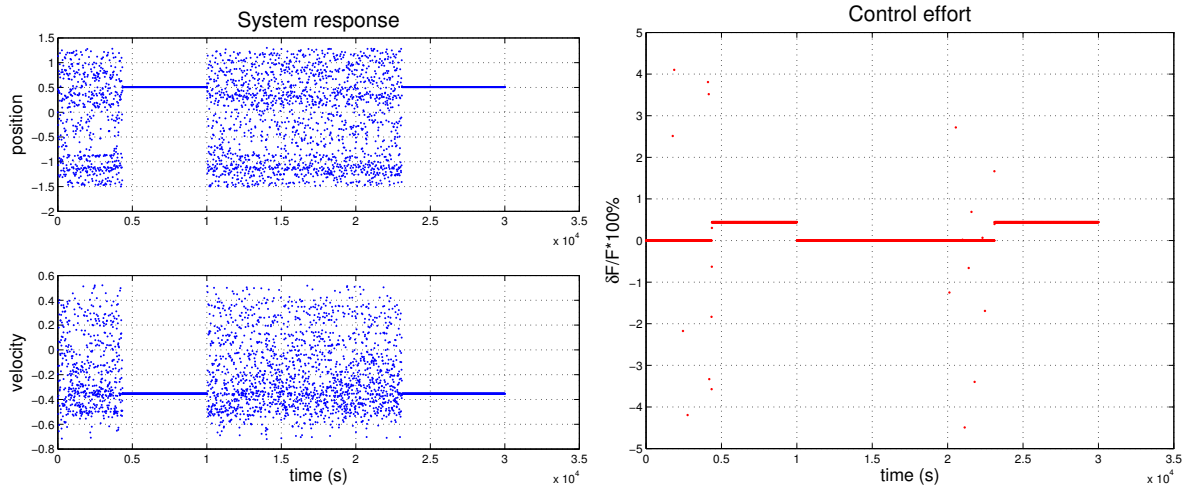 System response
1.5
1
0.5
0
−0.5
−1
−1.5
−2
position
0 0.5 1 1.5 2 2.5 3 3.5
x 10^4
0.6
0.4
0.2
0
−0.2
−0.4
−0.6
−0.8
velocity
0 0.5 1 1.5 2 2.5 3 3.5
time (s)
x 10^4
Control effort
5
4
3
2
1
0
−1
−2
−3
−4
−5
δF/F*100%
0 0.5 1 1.5 2 2.5 3 3.5
time (s)
x 10^4